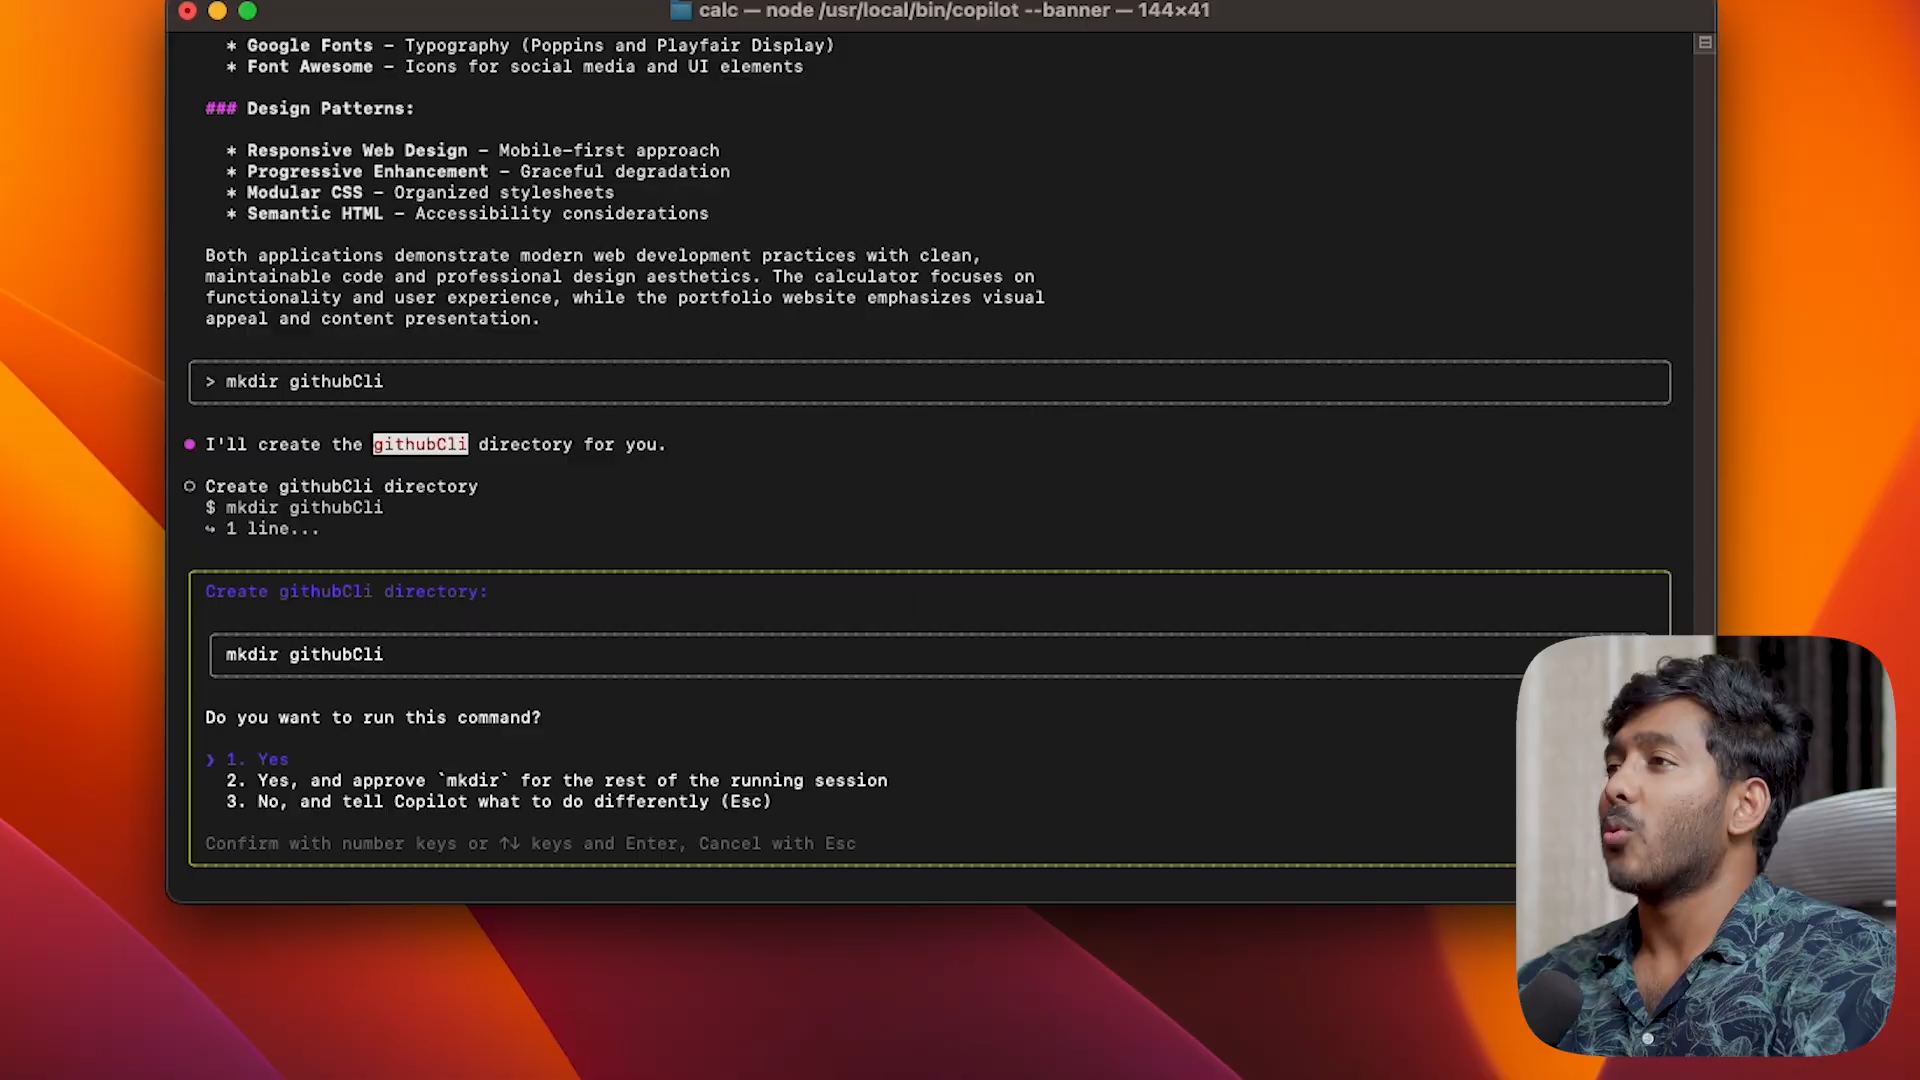 calc — node /usr/local/bin/copilot --banner — 144×41
* Google Fonts – Typography (Poppins and Playfair Display)
* Font Awesome – Icons for social media and UI elements
### Design Patterns:
* Responsive Web Design – Mobile-first approach
* Progressive Enhancement – Graceful degradation
* Modular CSS – Organized stylesheets
* Semantic HTML – Accessibility considerations
Both applications demonstrate modern web development practices with clean,
maintainable code and professional design aesthetics. The calculator focuses on
functionality and user experience, while the portfolio website emphasizes visual
appeal and content presentation.
> mkdir githubCli
● I'll create the githubCli directory for you.
○ Create githubCli directory
$ mkdir githubCli
↪ 1 line...
Create githubCli directory:
mkdir githubCli
Do you want to run this command?
❯ 1. Yes
2. Yes, and approve `mkdir` for the rest of the running session
3. No, and tell Copilot what to do differently (Esc)
Confirm with number keys or ↑↓ keys and Enter, Cancel with Esc